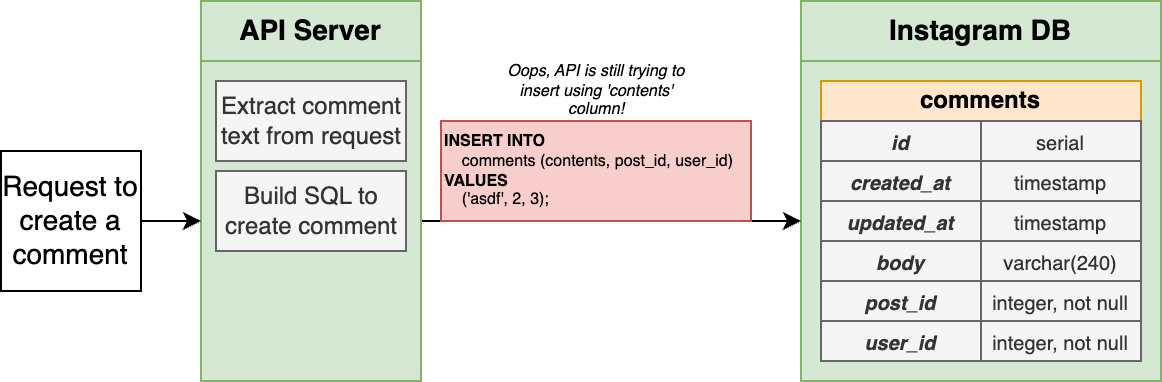 API Server
Extract comment
text from request
Build SQL to
create comment
Request to
create a
comment
Oops, API is still trying to
insert using 'contents'
column!
INSERT INTO
comments (contents, post_id, user_id)
VALUES
('asdf', 2, 3);
Instagram DB
comments
id serial
created_at timestamp
updated_at timestamp
body varchar(240)
post_id integer, not null
user_id integer, not null